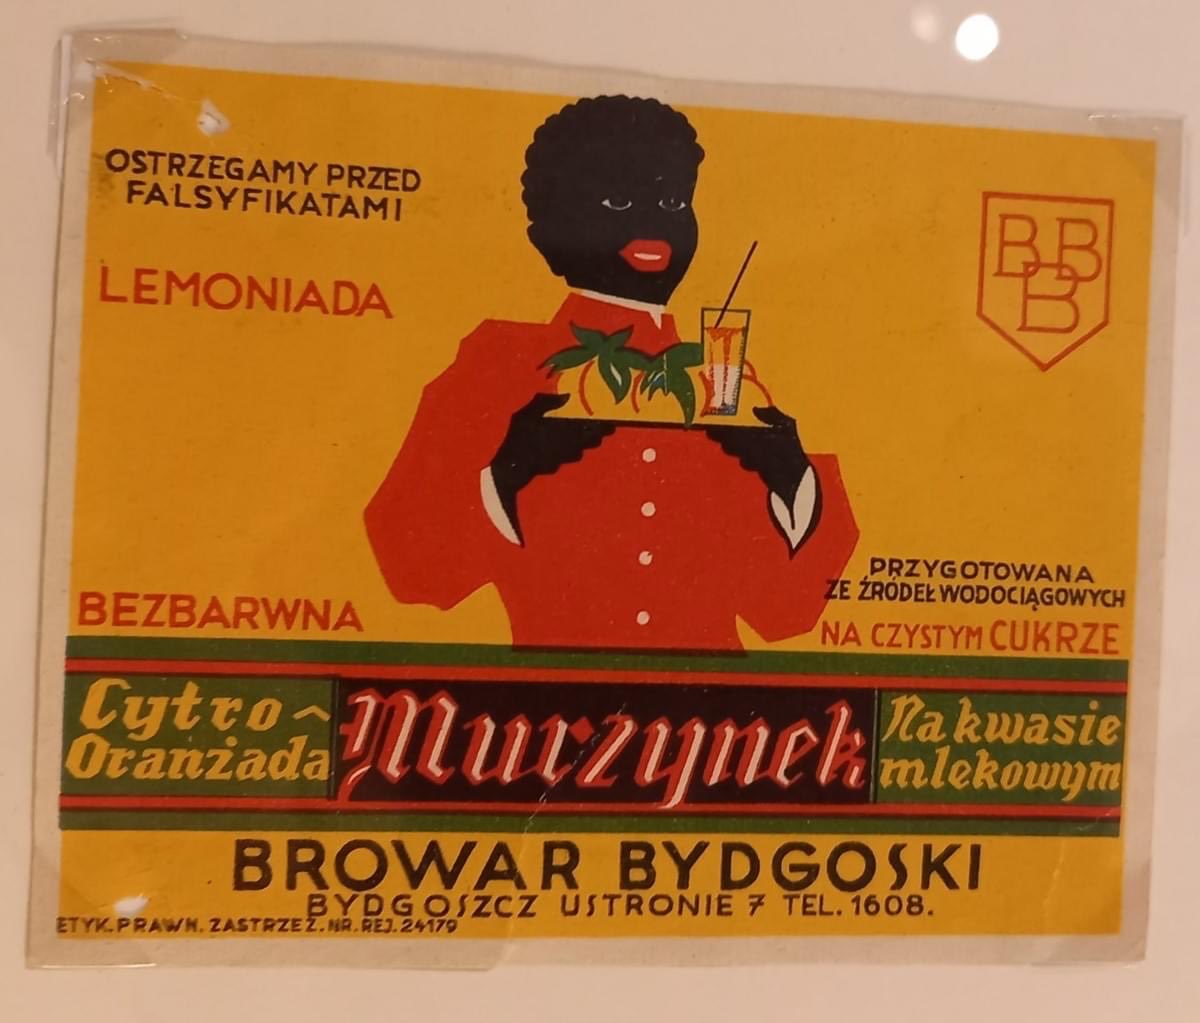 OSTRZEGAMY PRZED
FALSYFIKATAMI
LEMONIADA
BBB
BEZBARWNA
PRZYGOTOWANA
ZE ŹRÓDEŁ WODOCIĄGOWYCH
NA CZYSTYM CUKRZE
Cytro~
Oranżada
Murzynek
Na kwasie
mlekowym
BROWAR BYDGOSKI
BYDGOSZCZ USTRONIE 7 TEL. 1608.
ETYK. PRAWN. ZASTRZEŻ. NR. REJ. 24179